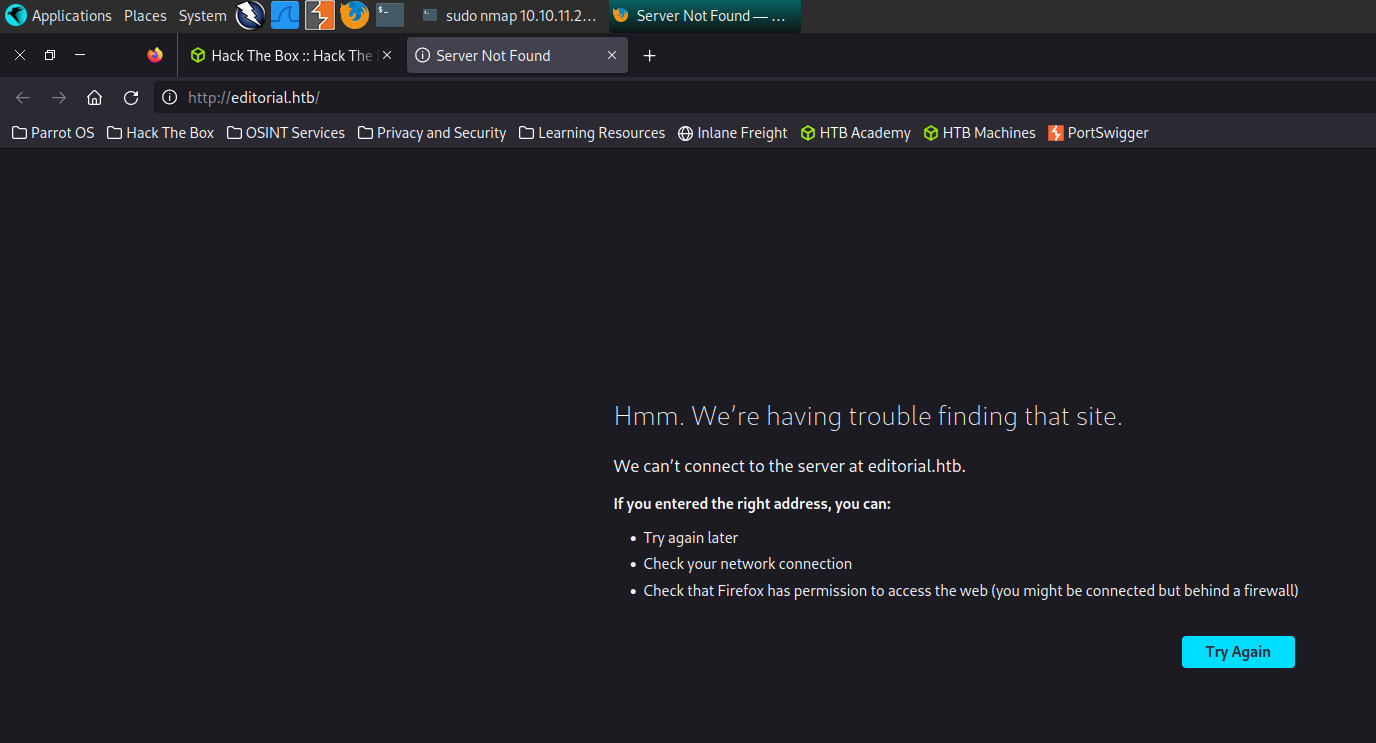 Applications Places System $- sudo nmap 10.10.11.2... Server Not Found — ...
Hack The Box :: Hack The Server Not Found
http://editorial.htb/
Parrot OS Hack The Box OSINT Services Privacy and Security Learning Resources Inlane Freight HTB Academy HTB Machines PortSwigger
Hmm. We’re having trouble finding that site.
We can’t connect to the server at editorial.htb.
If you entered the right address, you can:
• Try again later
• Check your network connection
• Check that Firefox has permission to access the web (you might be connected but behind a firewall)
Try Again